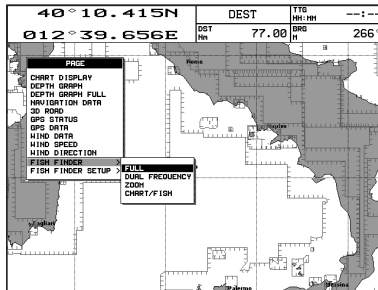 40°10.415N
012°39.656E
DEST
TTG
HH:MM
--:-
DST
Nm
77.00
BRG
M
266°
PAGE
CHART DISPLAY
DEPTH GRAPH
DEPTH GRAPH FULL
NAVIGATION DATA
3D ROAD
GPS STATUS
GPS DATA
WIND DATA
WIND SPEED
WIND DIRECTION
FISH FINDER >
FISH FINDER SETUP >
FULL
DUAL FREQUENCY
ZOOM
CHART/FISH
Rome
Naples
Cagliari
Palermo
Messina